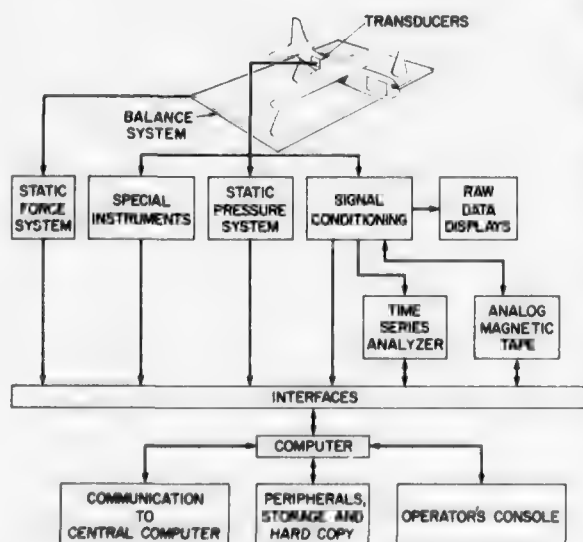 TRANSDUCERS
BALANCE
SYSTEM
STATIC
FORCE
SYSTEM
SPECIAL
INSTRUMENTS
STATIC
PRESSURE
SYSTEM
SIGNAL
CONDITIONING
RAW
DATA
DISPLAYS
TIME
SERIES
ANALYZER
ANALOG
MAGNETIC
TAPE
INTERFACES
COMPUTER
COMMUNICATION
TO
CENTRAL COMPUTER
PERIPHERALS,
STORAGE AND
HARD COPY
OPERATOR'S CONSOLE